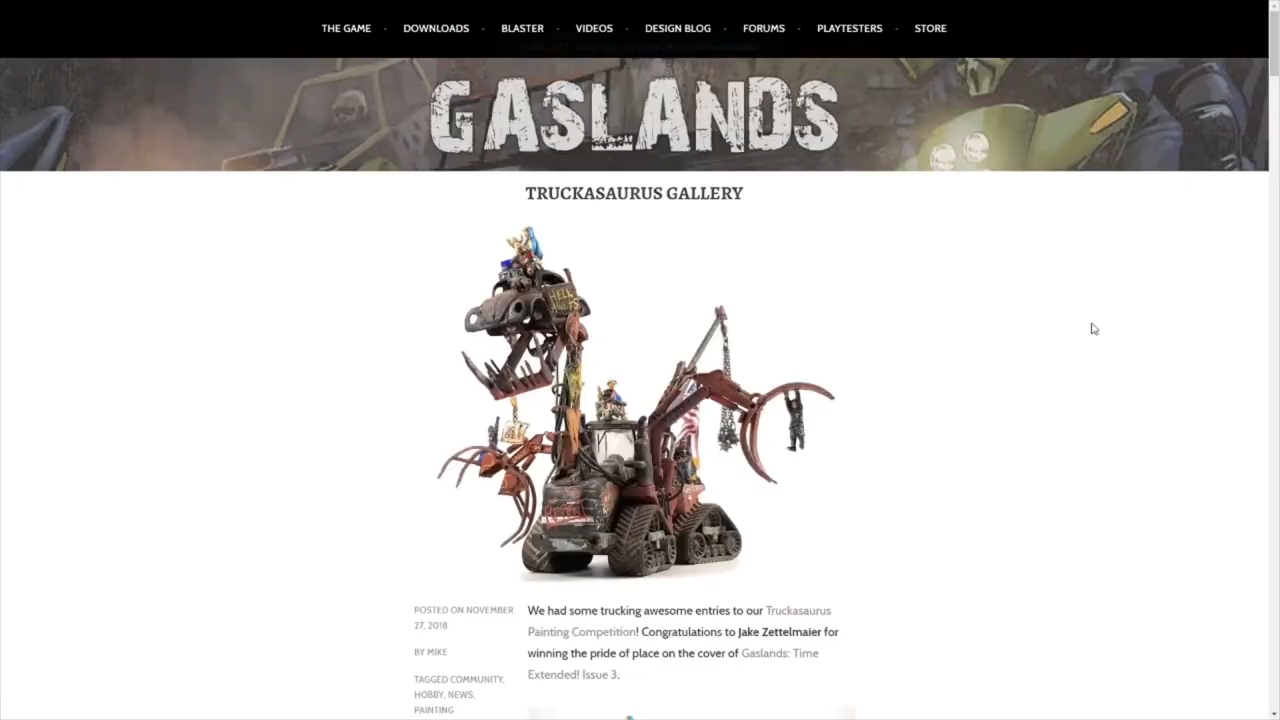 THE GAME - DOWNLOADS - BLASTER - VIDEOS - DESIGN BLOG - FORUMS - PLAYTESTERS - STORE
GASLANDS
TRUCKASAURUS GALLERY
HELL
POSTED ON NOVEMBER
27, 2018
BY MIKE
TAGGED COMMUNITY,
HOBBY, NEWS,
PAINTING
We had some trucking awesome entries to our Truckasaurus
Painting Competition! Congratulations to Jake Zettelmaier for
winning the pride of place on the cover of Gaslands: Time
Extended! Issue 3.